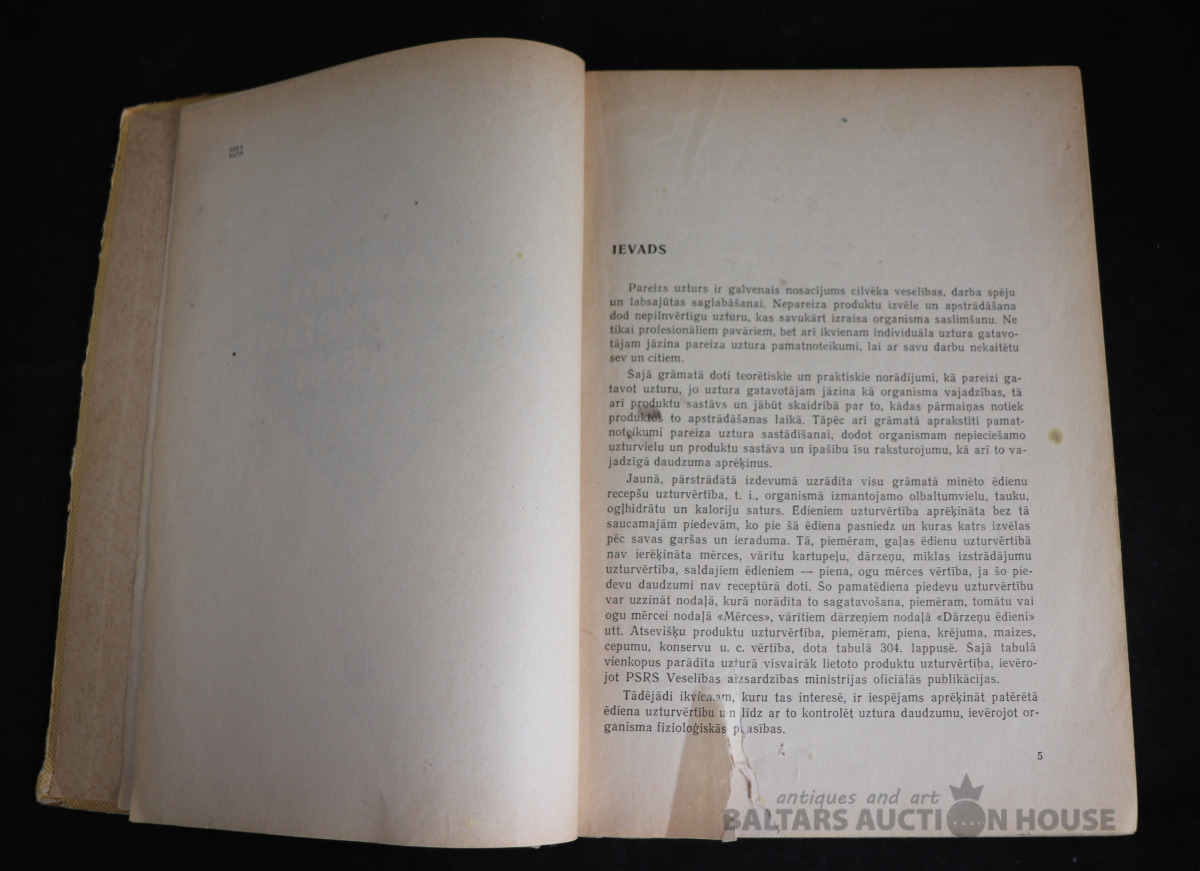 IEVADS
Pareizs uzturs ir galvenais nosacījums cilvēka veselības, darba spēju
un labsajūtas saglabāšanai. Nepareiza produktu izvēle un apstrādāšana
dod nepilnvērtīgu uzturu, kas savukārt izraisa organisma saslimšanu. Ne
tikai profesionāliem pavāriem, bet arī ikvienam individuāla uztura gatavo-
tājam jāzina pareiza uztura pamatnoteikumi, lai ar savu darbu nekaitētu
sev un citiem.
Šajā grāmatā doti teorētiskie un praktiskie norādījumi, kā pareizi ga-
tavot uzturu, jo uztura gatavotājam jāzina kā organisma vajadzības, tā
arī produktu sastāvs un jābūt skaidrībā par to, kādas pārmaiņas notiek
produktos to apstrādāšanas laikā. Tāpēc arī grāmatā aprakstīti pamat-
noteikumi pareiza uztura sastādīšanai, dodot organismam nepieciešamo
uzturvielu un produktu sastāva un īpašību īsu raksturojumu, kā arī to va-
jadzīgā daudzuma aprēķinus.
Jaunā, pārstrādātā izdevumā uzrādīta visu grāmatā minēto ēdienu
recepšu uzturvērtība, t. i., organismā izmantojamo olbaltumvielu, tauku,
ogļhidrātu un kaloriju saturs. Ēdieniem uzturvērtība aprēķināta bez tā
saucamajām piedevām, ko pie šā ēdiena pasniedz un kuras katrs izvēlas
pēc savas garšas un ieraduma. Tā, piemēram, gaļas ēdienu uzturvērtībā
nav ierēķināta mērces, vārītu kartupeļu, dārzeņu, mīklas izstrādājumu
uzturvērtība, saldajiem ēdieniem — piena, ogu mērces vērtība, ja šo pie-
devu daudzumi nav receptūrā doti. Šo pamatēdiena piedevu uzturvērtību
var uzzināt nodaļā, kurā norādīta to sagatavošana, piemēram, tomātu vai
ogu mērcei nodaļā «Mērces», vārītiem dārzeņiem nodaļā «Dārzeņu ēdieni»
utt. Atsevišķu produktu uzturvērtība, piemēram, piena, krējuma, maizes,
cepumu, konservu u. c. vērtība, dota tabulā 304. lappusē. Šajā tabulā
vienkopus parādīta uzturā visvairāk lietoto produktu uzturvērtība, ievēro-
jot PSRS Veselības aizsardzības ministrijas oficiālās publikācijas.
Tādējādi ikvienam, kuru tas interesē, ir iespējams aprēķināt patērētā
ēdiena uzturvērtību un līdz ar to kontrolēt uztura daudzumu, ievērojot or-
ganisma fizioloģiskās prasības.
5
antiques and art
BALTARS AUCTION HOUSE